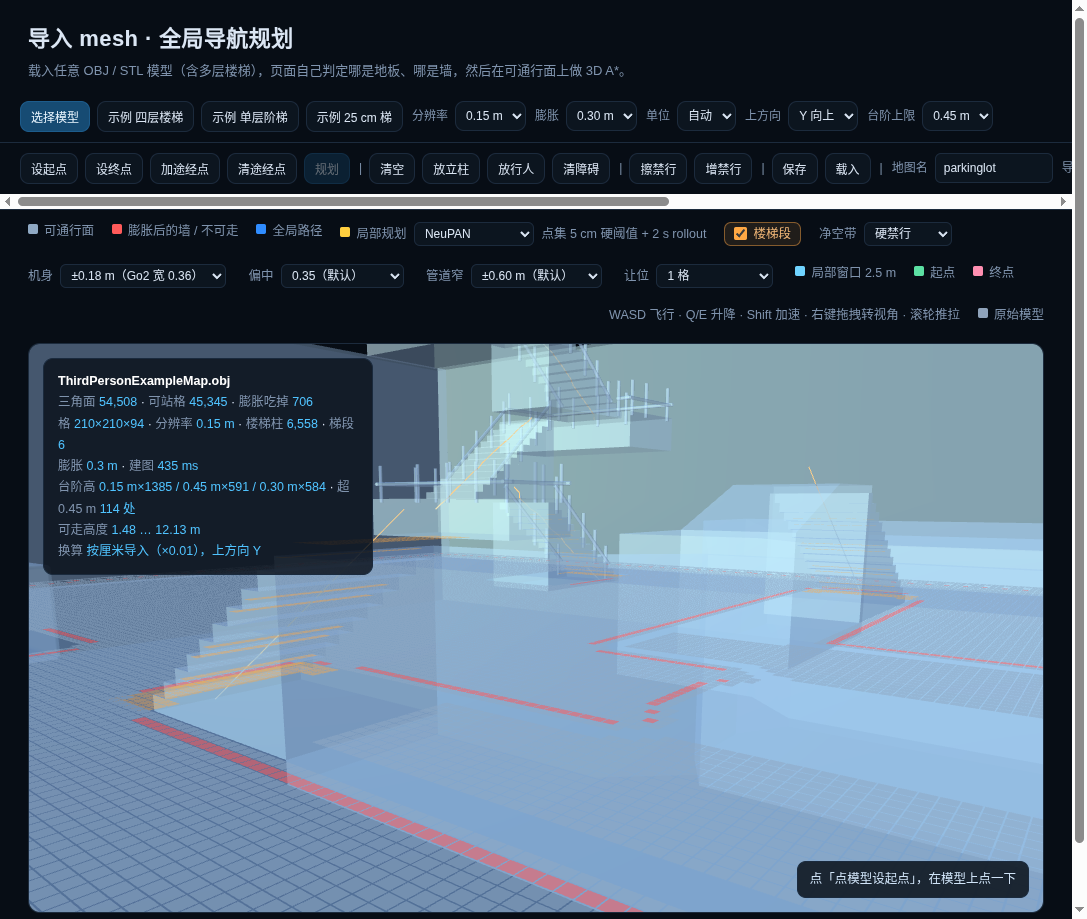 导入 mesh · 全局导航规划
载入任意 OBJ / STL 模型（含多层楼梯），页面自己判定哪是地板、哪是墙，然后在可通行面上做 3D A*。
选择模型 示例 四层楼梯 示例 单层阶梯 示例 25 cm 梯 分辨率 0.15 m 膨胀 0.30 m 单位 自动 上方向 Y 向上 台阶上限 0.45 m
设起点 设终点 加途经点 清途经点 规划 | 清空 放立柱 放行人 清障碍 | 擦禁行 增禁行 | 保存 载入 | 地图名 parkinglot 导
可通行面 膨胀后的墙 / 不可走 全局路径 局部规划 NeuPAN 点集 5 cm 硬阈值 + 2 s rollout 楼梯段 净空带 硬禁行
机身 ±0.18 m（Go2 宽 0.36） 偏中 0.35（默认） 管道窄 ±0.60 m（默认） 让位 1 格 局部窗口 2.5 m 起点 终点
WASD 飞行 · Q/E 升降 · Shift 加速 · 右键拖拽转视角 · 滚轮推拉 原始模型
ThirdPersonExampleMap.obj
三角面 54,508 · 可站格 45,345 · 膨胀吃掉 706
格 210×210×94 · 分辨率 0.15 m · 楼梯柱 6,558 · 梯段
6
膨胀 0.3 m · 建图 435 ms
台阶高 0.15 m×1385 / 0.45 m×591 / 0.30 m×584 · 超
0.45 m 114 处
可走高度 1.48 … 12.13 m
换算 按厘米导入（×0.01），上方向 Y
点「点模型设起点」，在模型上点一下